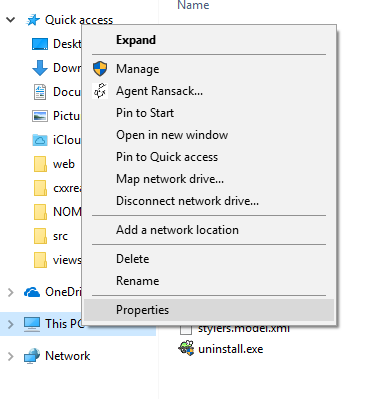 Name
Quick access
Expand
Deskt
Manage
Down
Agent Ransack...
Docu
Pin to Start
Pictu
Open in new window
iClou
Pin to Quick access
web
Map network drive...
cxxrea
Disconnect network drive...
NOM
Add a network location
src
Delete
views
Rename
OneDri
Properties
This PC
stylers.model.xml
uninstall.exe
Network